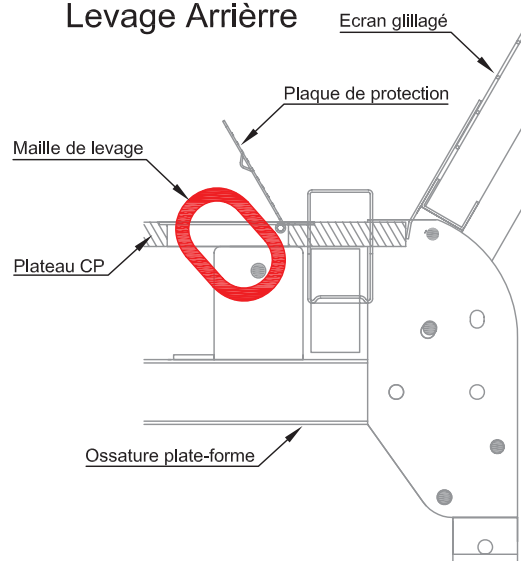 Levage Arrièrre
Ecran glillagé
Plaque de protection
Maille de levage
Plateau CP
Ossature plate-forme